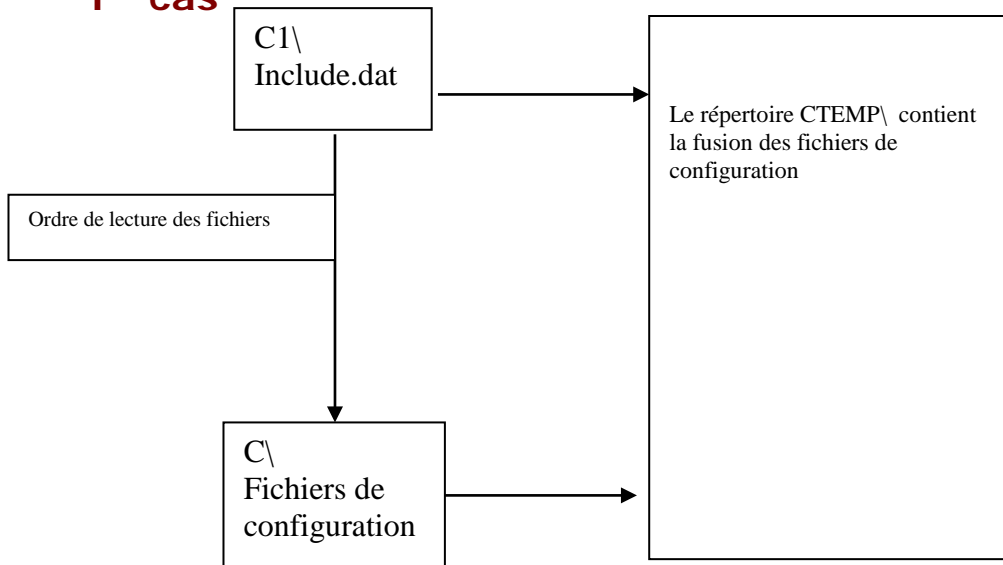 cas
C1\
Include.dat
Le répertoire CTEMP\ contient
la fusion des fichiers de
configuration
Ordre de lecture des fichiers
C\
Fichiers de
configuration